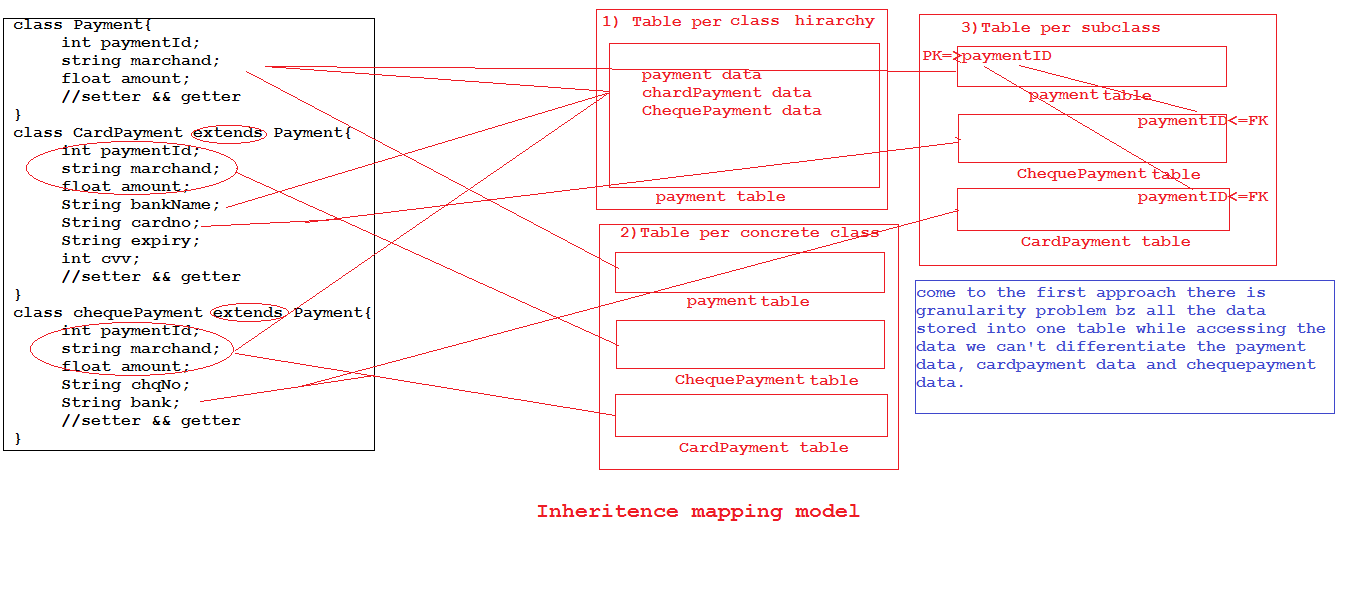 class Payment{
int paymentId;
string marchand;
float amount;
//setter && getter
}
class CardPayment extends Payment{
int paymentId;
string marchand;
float amount;
String bankName;
String cardno;
String expiry;
int cvv;
//setter && getter
}
class chequePayment extends Payment{
int paymentId;
string marchand;
float amount;
String chqNo;
String bank;
//setter && getter
}
1) Table per class hirarchy
payment data
chardPayment data
ChequePayment data
payment table
2)Table per concrete class
payment table
ChequePayment table
CardPayment table
3)Table per subclass
PK=>paymentID
payment table
paymentID<=FK
ChequePayment table
paymentID<=FK
CardPayment table
come to the first approach there is
granularity problem bz all the data
stored into one table while accessing the
data we can't differentiate the payment
data, cardpayment data and chequepayment
data.
Inheritence mapping model